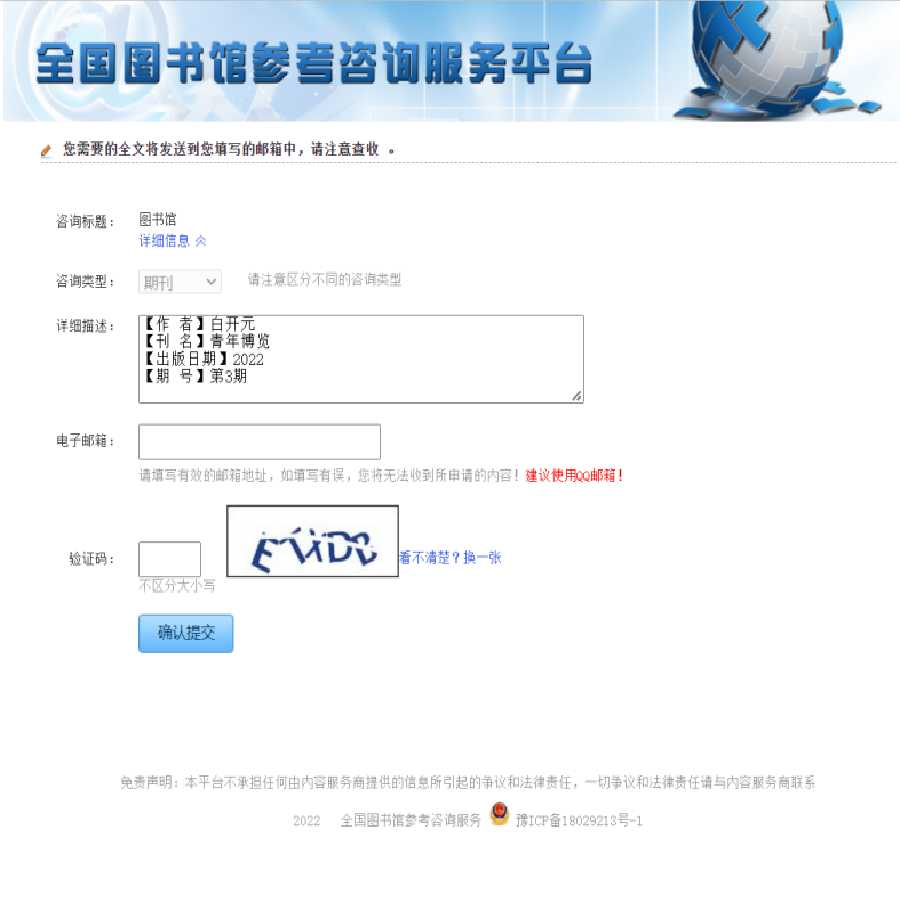 全国图书馆参考咨询服务平台
您需要的全文将发送到您填写的邮箱中，请注意查收 。
咨询标题： 图书馆
详细信息
咨询类型： 期刊 请注意区分不同的咨询类型
详细描述： 【作 者】白开元
【刊 名】青年博览
【出版日期】2022
【期 号】第3期
电子邮箱：
请填写有效的邮箱地址，如填写有误，您将无法收到所申请的内容！建议使用QQ邮箱！
验证码： 看不清楚？换一张
不区分大小写
确认提交
免责声明：本平台不承担任何由内容服务商提供的信息所引起的争议和法律责任，一切争议和法律责任请与内容服务商联系
2022 全国图书馆参考咨询服务 豫ICP备18029213号-1